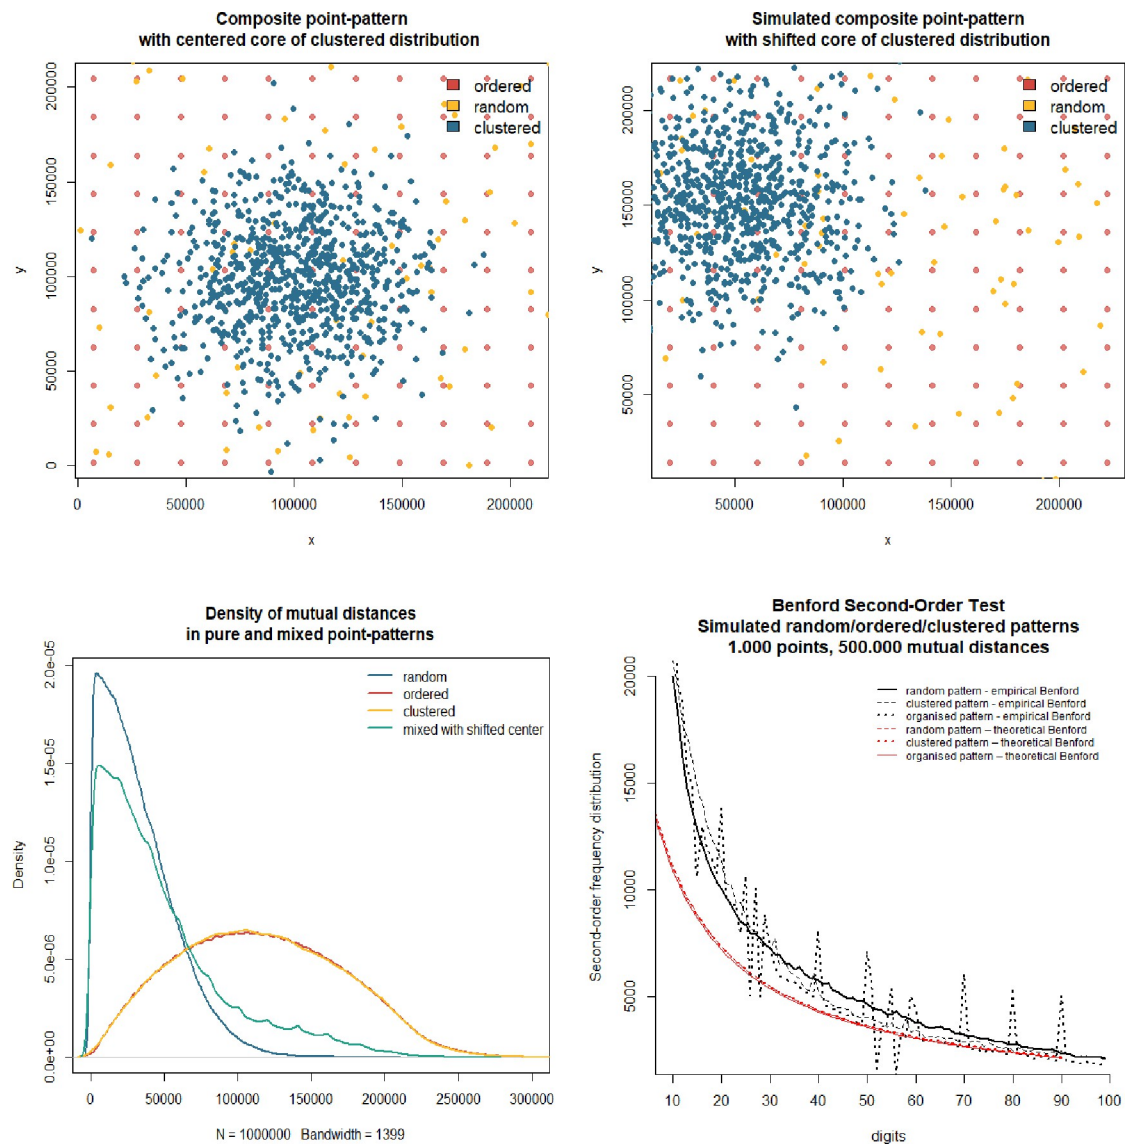 Composite point-pattern
with centered core of clustered distribution
ordered
random
clustered
200000
150000
100000
50000
0
y
0 50000 100000 150000 200000
x
Simulated composite point-pattern
with shifted core of clustered distribution
ordered
random
clustered
200000
150000
100000
50000
y
50000 100000 150000 200000
x
Density of mutual distances
in pure and mixed point-patterns
random
ordered
clustered
mixed with shifted center
2.0e-05
1.5e-05
1.0e-05
5.0e-06
0.0e+00
Density
0 50000 100000 150000 200000 250000 300000
N = 1000000 Bandwidth = 1399
Benford Second-Order Test
Simulated random/ordered/clustered patterns
1.000 points, 500.000 mutual distances
random pattern - empirical Benford
clustered pattern - empirical Benford
organised pattern - empirical Benford
random pattern – theoretical Benford
clustered pattern – theoretical Benford
organised pattern – theoretical Benford
20000
15000
10000
5000
Second-order frequency distribution
10 20 30 40 50 60 70 80 90 100
digits